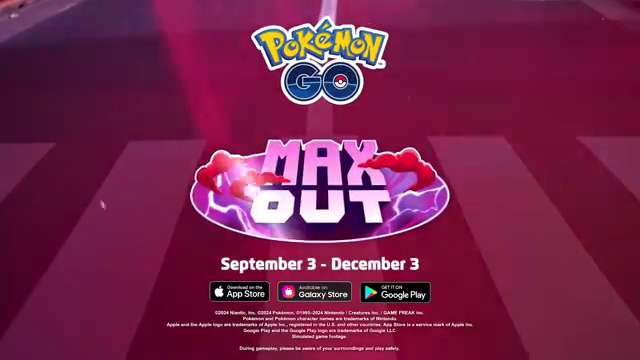 POKéMON
GO
MAX
OUT
September 3 - December 3
Download on the
App Store
Available on
Galaxy Store
GET IT ON
Google Play
©2024 Niantic, Inc. ©2024 Pokémon. ©1995–2024 Nintendo / Creatures Inc. / GAME FREAK Inc.
Pokémon and Pokémon character names are trademarks of Nintendo.
Apple and the Apple logo are trademarks of Apple Inc., registered in the U.S. and other countries. App Store is a service mark of Apple Inc.
Google Play and the Google Play logo are trademarks of Google LLC.
Simulated game footage.
During gameplay, please be aware of your surroundings and play safely.